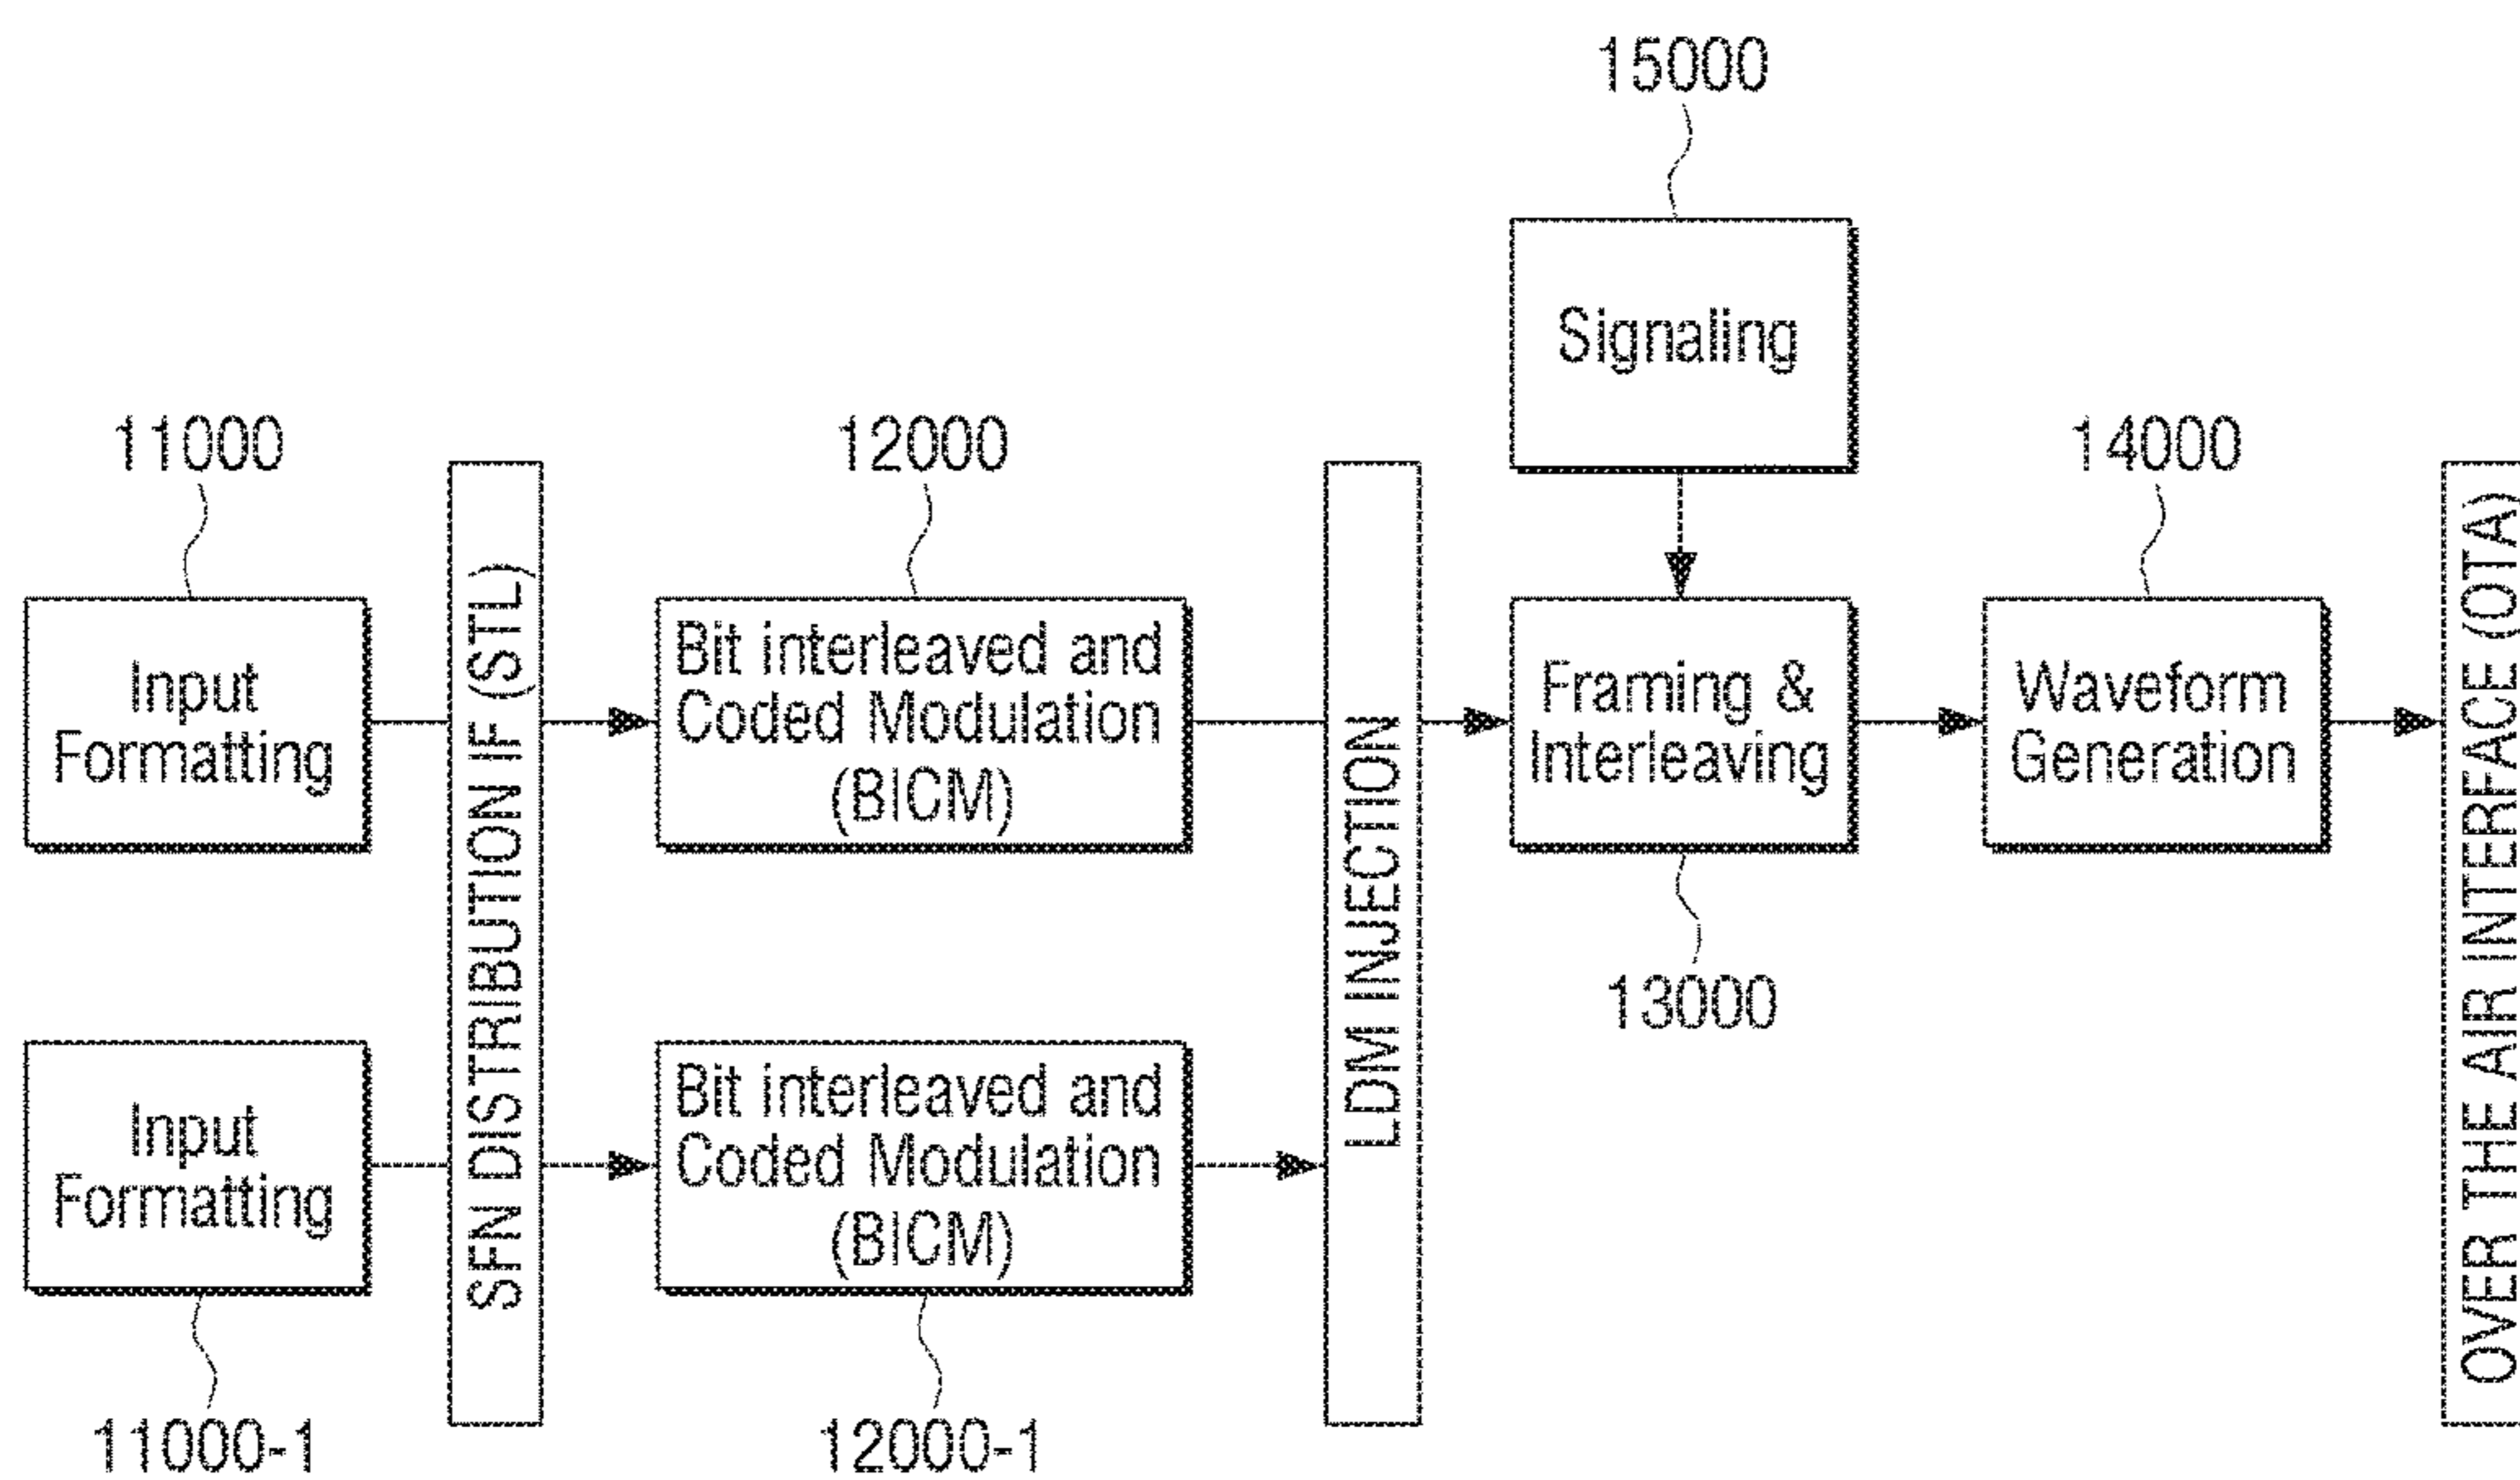 15000
Signaling
11000
12000
14000
Input
Formatting
SFN DISTRIBUTION IF (STL)
Bit interleaved and
Coded Modulation
(BICM)
LDM INJECTION
Framing &
Interleaving
Waveform
Generation
OVER THE AIR INTERFACE (OTA)
13000
Input
Formatting
Bit interleaved and
Coded Modulation
(BICM)
11000-1
12000-1